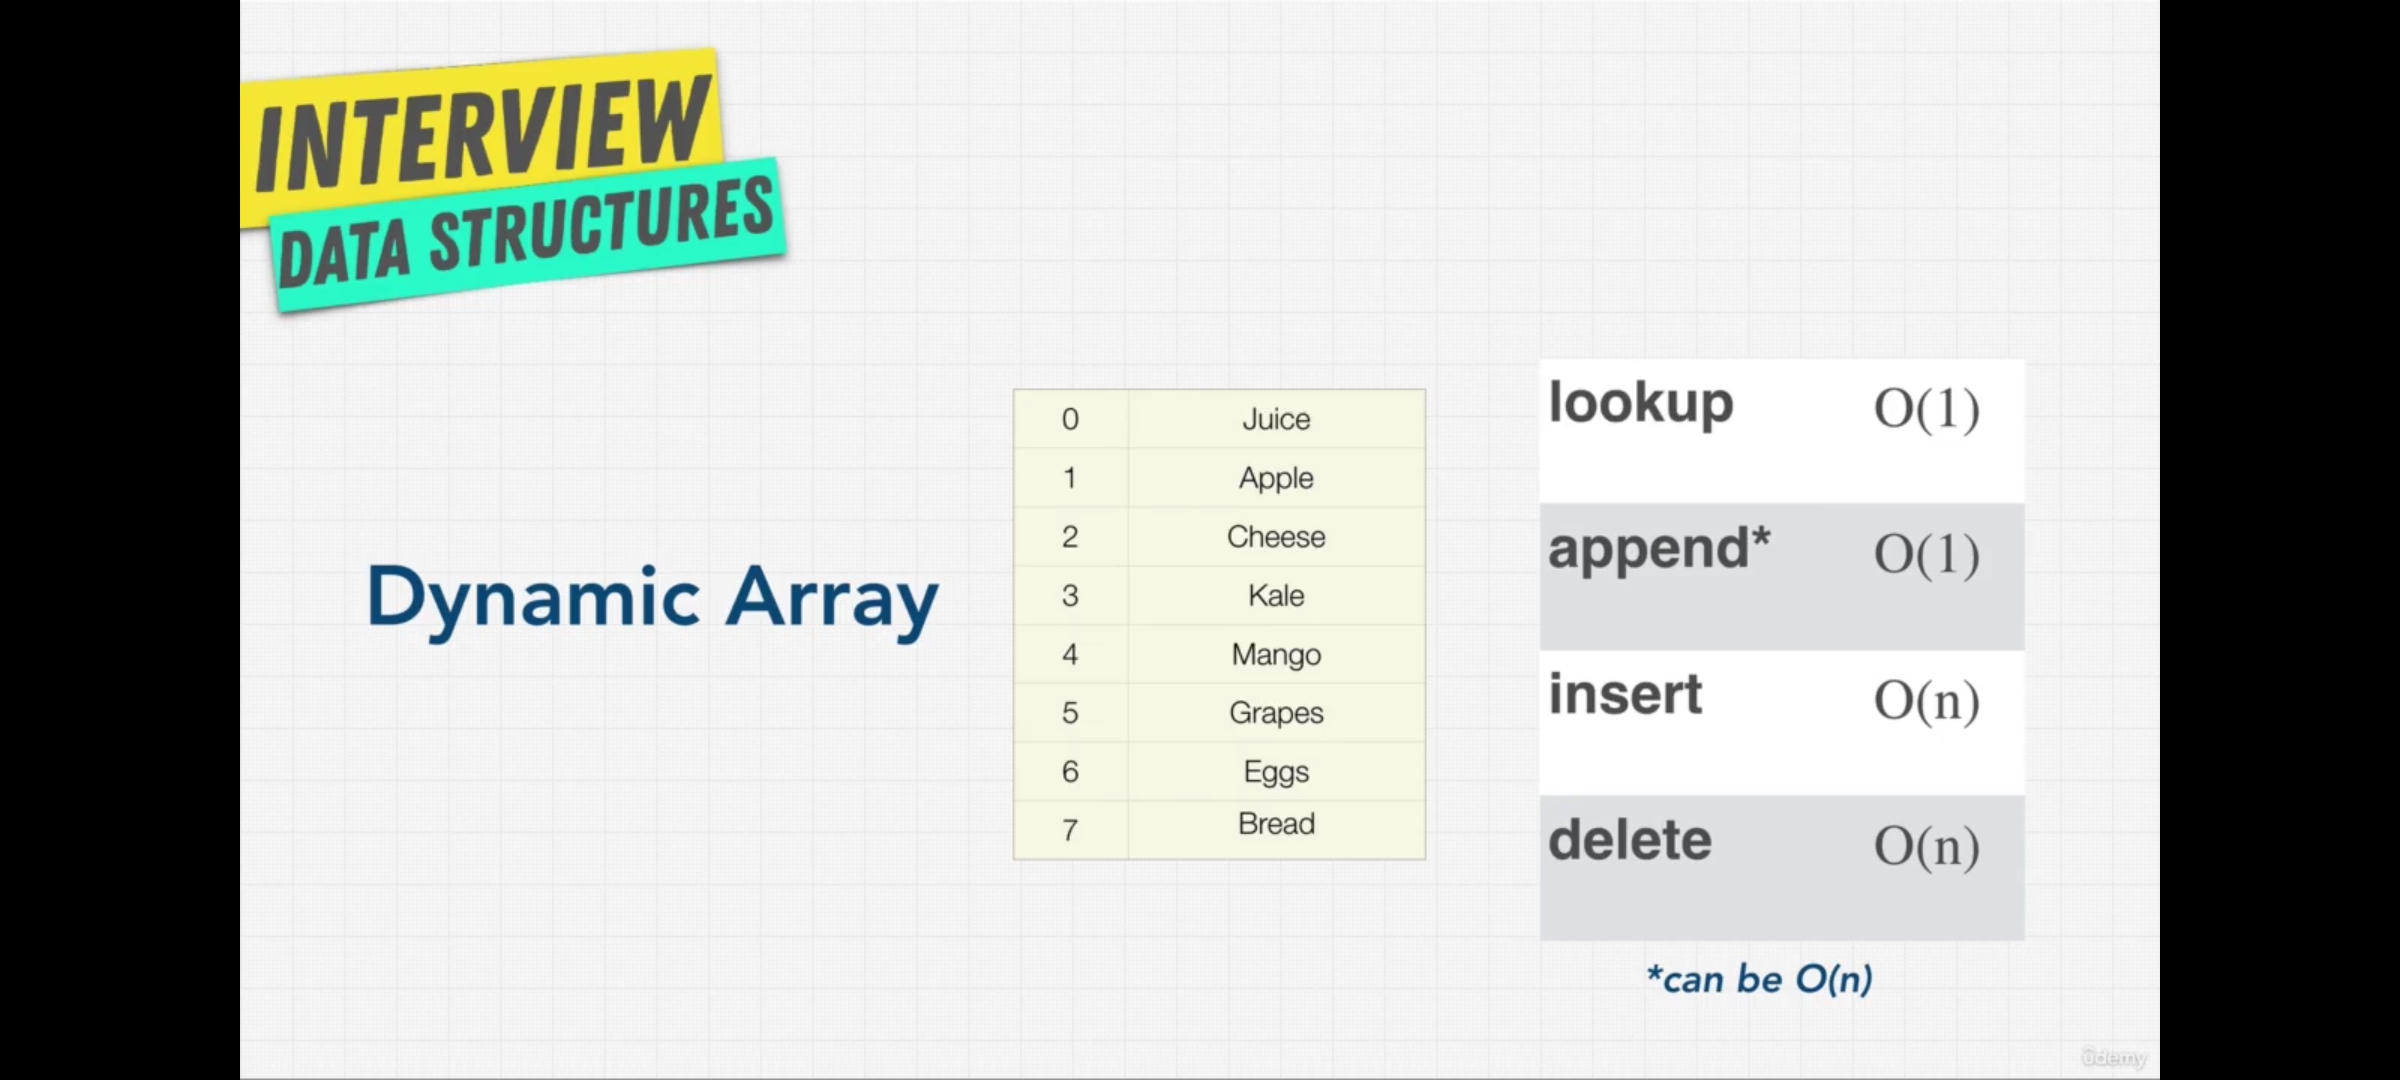 INTERVIEW
DATA STRUCTURES
Dynamic Array
0 Juice
1 Apple
2 Cheese
3 Kale
4 Mango
5 Grapes
6 Eggs
7 Bread
lookup O(1)
append* O(1)
insert O(n)
delete O(n)
*can be O(n)
ûdemy